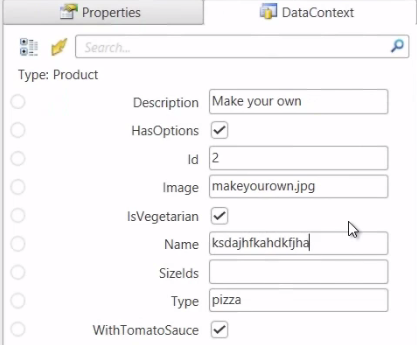 Properties DataContext
Search...
Type: Product
Description Make your own
HasOptions
Id 2
Image makeyourown.jpg
IsVegetarian
Name ksdajhfkahdkfjha
SizeIds
Type pizza
WithTomatoSauce